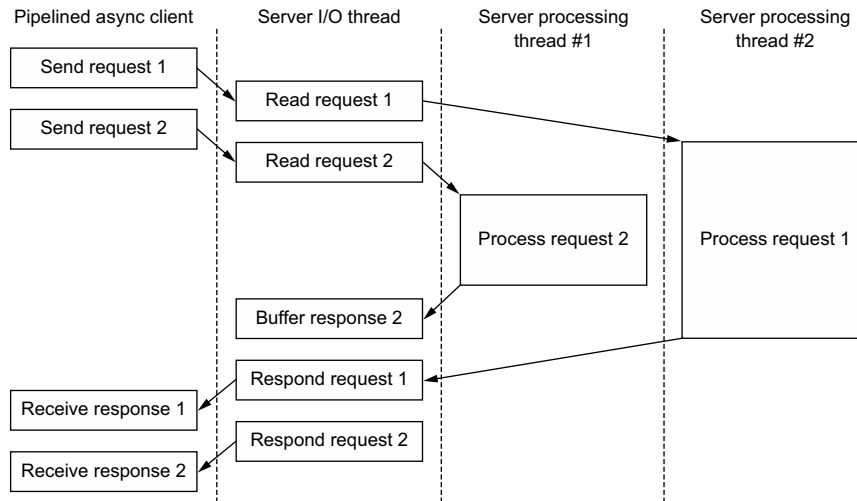 Pipelined async client
Server I/O thread
Server processing
thread #1
Server processing
thread #2
Send request 1
Read request 1
Send request 2
Read request 2
Process request 2
Process request 1
Buffer response 2
Respond request 1
Receive response 1
Respond request 2
Receive response 2